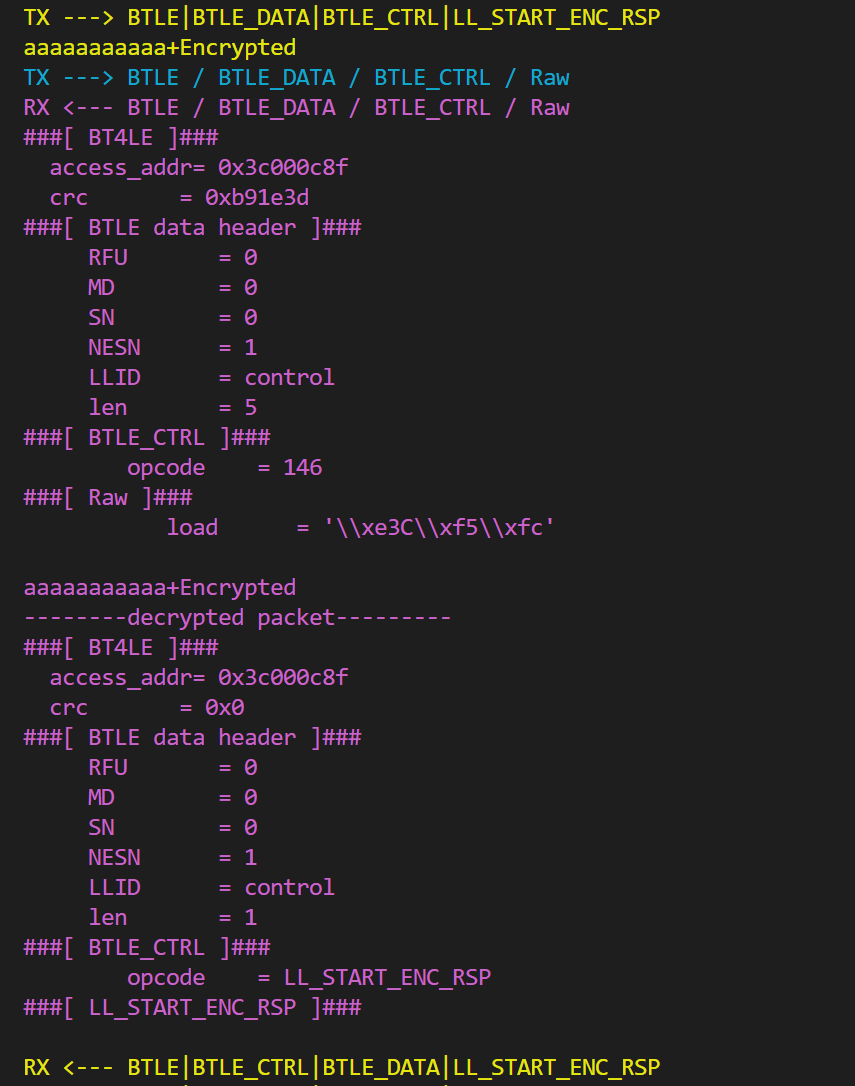 TX ---> BTLE|BTLE_DATA|BTLE_CTRL|LL_START_ENC_RSP
aaaaaaaaaaa+Encrypted
TX ---> BTLE / BTLE_DATA / BTLE_CTRL / Raw
RX <--- BTLE / BTLE_DATA / BTLE_CTRL / Raw
###[ BT4LE ]###
  access_addr= 0x3c000c8f
  crc       = 0xb91e3d
###[ BTLE data header ]###
     RFU       = 0
     MD        = 0
     SN        = 0
     NESN      = 1
     LLID      = control
     len       = 5
###[ BTLE_CTRL ]###
        opcode    = 146
###[ Raw ]###
           load      = '\\xe3C\\xf5\\xfc'
aaaaaaaaaaa+Encrypted
--------decrypted packet---------
###[ BT4LE ]###
  access_addr= 0x3c000c8f
  crc       = 0x0
###[ BTLE data header ]###
     RFU       = 0
     MD        = 0
     SN        = 0
     NESN      = 1
     LLID      = control
     len       = 1
###[ BTLE_CTRL ]###
        opcode    = LL_START_ENC_RSP
###[ LL_START_ENC_RSP ]###
RX <--- BTLE|BTLE_CTRL|BTLE_DATA|LL_START_ENC_RSP